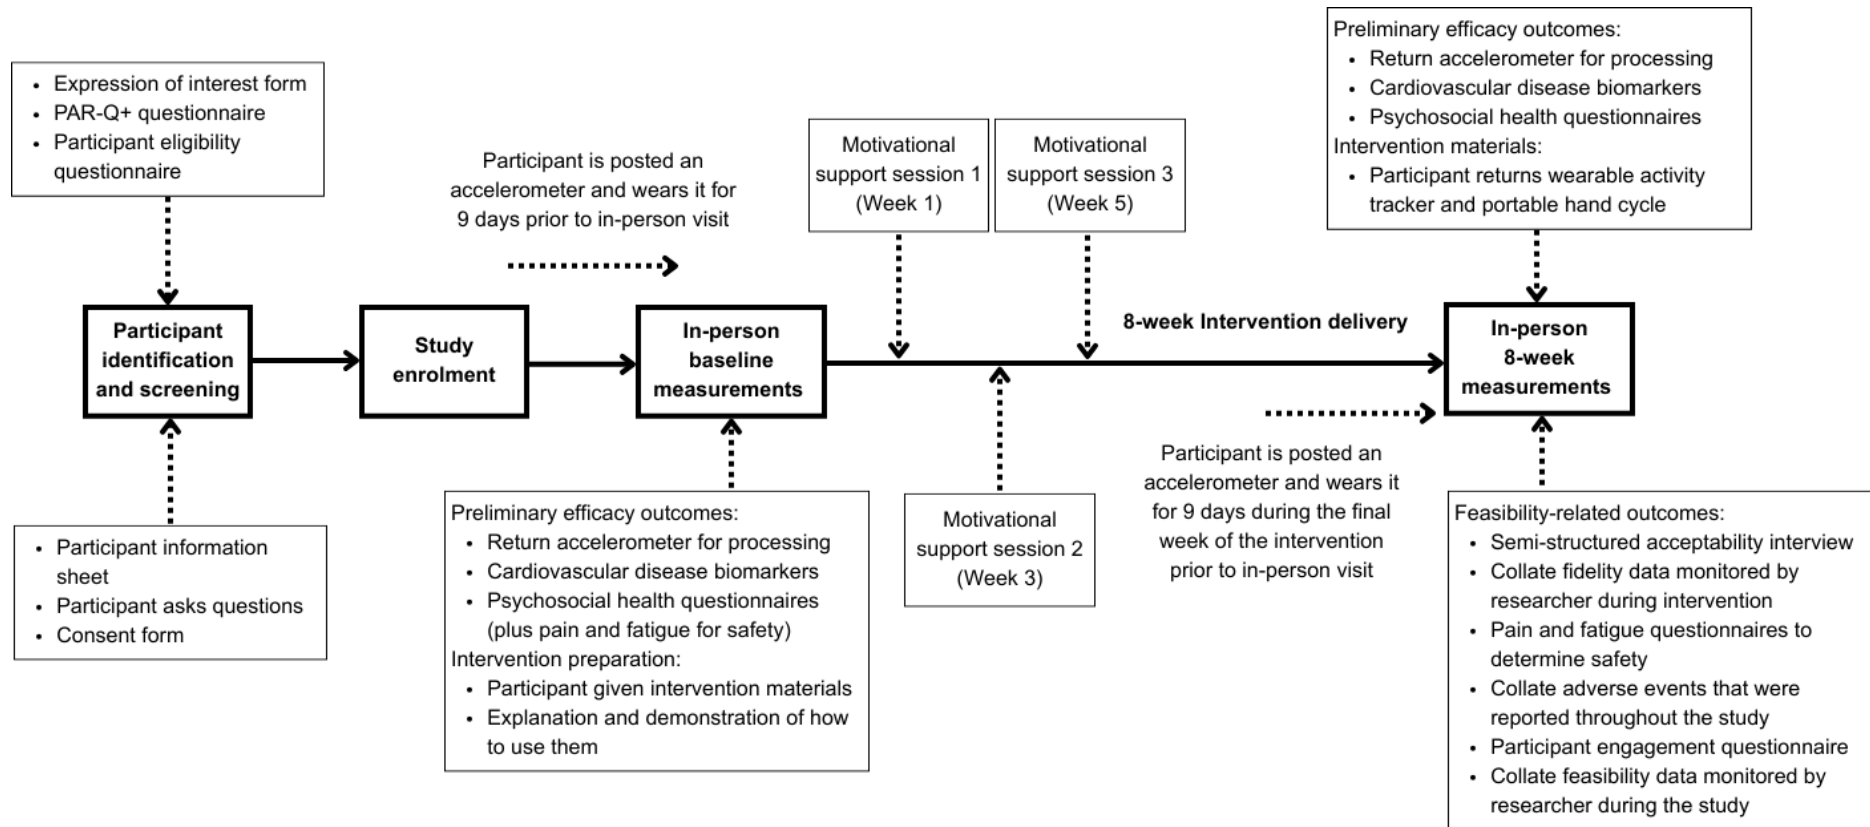 • Expression of interest form
• PAR-Q+ questionnaire
• Participant eligibility
questionnaire
Participant is posted an
accelerometer and wears it for
9 days prior to in-person visit
Motivational
support session 1
(Week 1)
Motivational
support session 3
(Week 5)
Preliminary efficacy outcomes:
• Return accelerometer for processing
• Cardiovascular disease biomarkers
• Psychosocial health questionnaires
Intervention materials:
• Participant returns wearable activity
tracker and portable hand cycle
Participant
identification
and screening
Study
enrolment
In-person
baseline
measurements
8-week Intervention delivery
In-person
8-week
measurements
• Participant information
sheet
• Participant asks questions
• Consent form
Preliminary efficacy outcomes:
• Return accelerometer for processing
• Cardiovascular disease biomarkers
• Psychosocial health questionnaires
(plus pain and fatigue for safety)
Intervention preparation:
• Participant given intervention materials
• Explanation and demonstration of how
to use them
Motivational
support session 2
(Week 3)
Participant is posted an
accelerometer and wears it
for 9 days during the final
week of the intervention
prior to in-person visit
Feasibility-related outcomes:
• Semi-structured acceptability interview
• Collate fidelity data monitored by
researcher during intervention
• Pain and fatigue questionnaires to
determine safety
• Collate adverse events that were
reported throughout the study
• Participant engagement questionnaire
• Collate feasibility data monitored by
researcher during the study